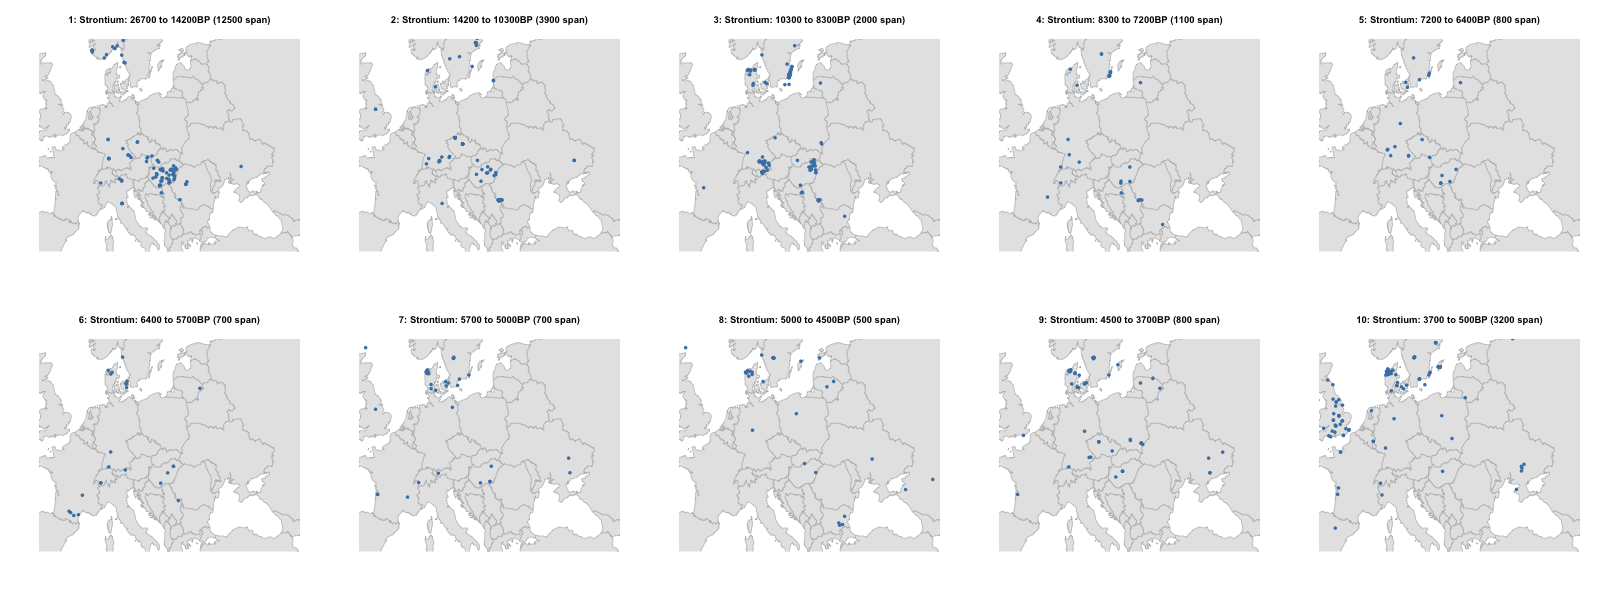 1: Strontium: 26700 to 14200BP (12500 span)
2: Strontium: 14200 to 10300BP (3900 span)
3: Strontium: 10300 to 8300BP (2000 span)
4: Strontium: 8300 to 7200BP (1100 span)
5: Strontium: 7200 to 6400BP (800 span)
6: Strontium: 6400 to 5700BP (700 span)
7: Strontium: 5700 to 5000BP (700 span)
8: Strontium: 5000 to 4500BP (500 span)
9: Strontium: 4500 to 3700BP (800 span)
10: Strontium: 3700 to 500BP (3200 span)